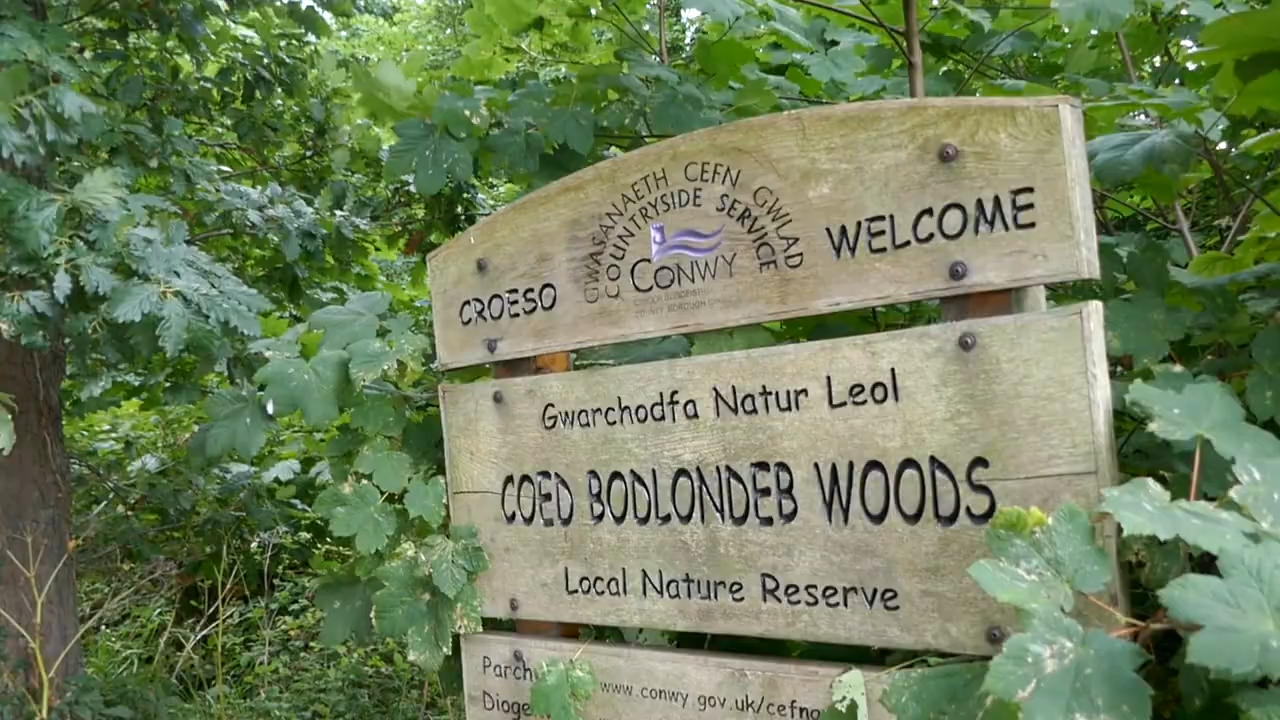 GWASANAETH CEFN GWLAD
COUNTRYSIDE SERVICE
CONWY
CROESO
WELCOME
Gwarchodfa Natur Leol
COED BODLONDEB WOODS
Local Nature Reserve
www.conwy.gov.uk/cefng